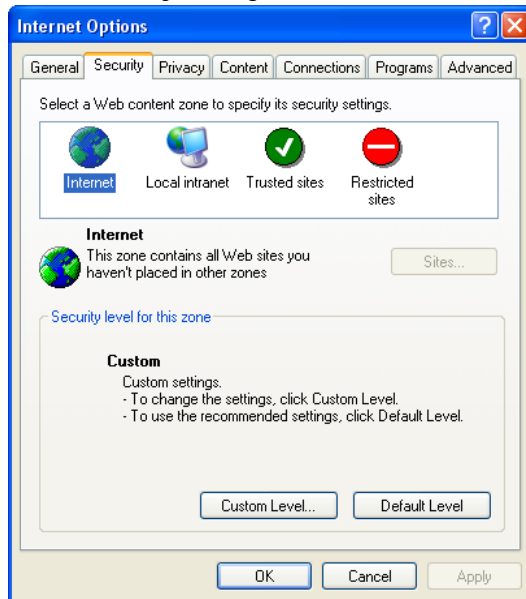 Internet Options
General Security Privacy Content Connections Programs Advanced
Select a Web content zone to specify its security settings.
Internet Local intranet Trusted sites Restricted
sites
Internet
This zone contains all Web sites you
haven't placed in other zones
Sites...
Security level for this zone
Custom
Custom settings.
- To change the settings, click Custom Level.
- To use the recommended settings, click Default Level.
Custom Level... Default Level
OK Cancel Apply